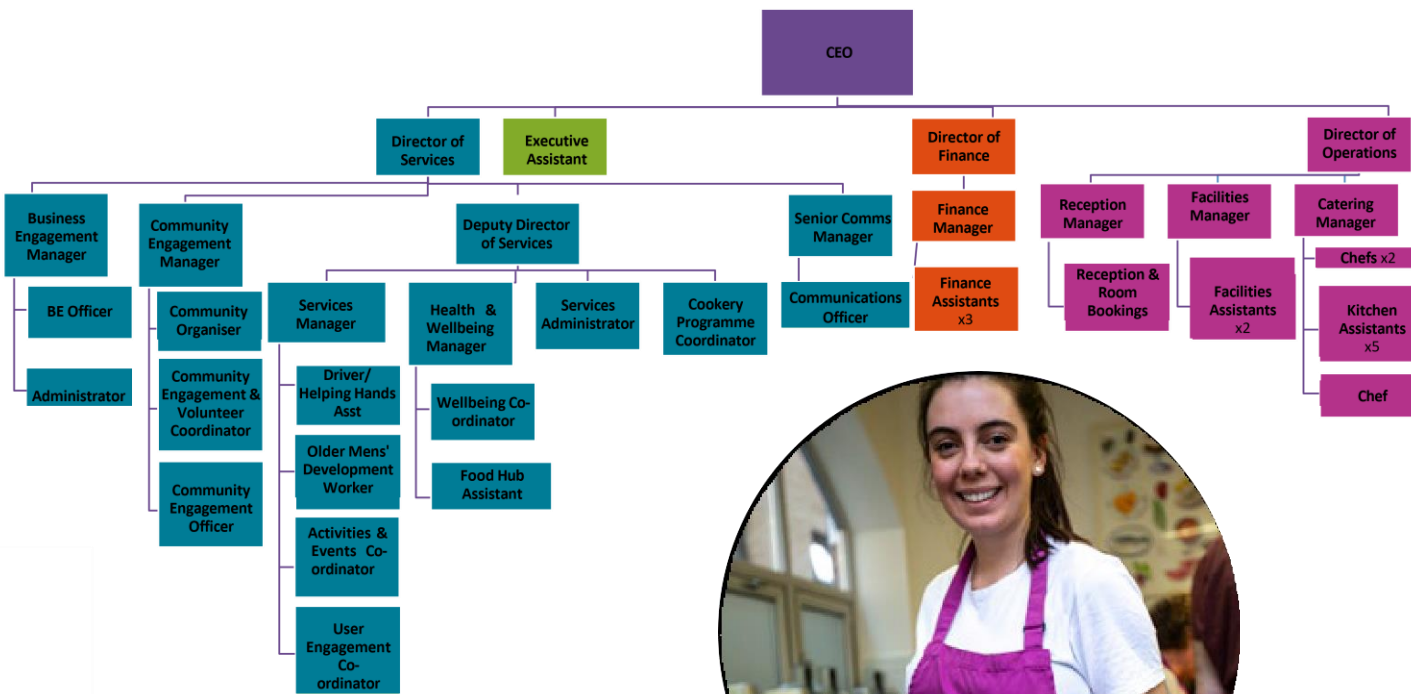 CEO
Director of
Services
Executive
Assistant
Director of
Finance
Director of
Operations
Business
Engagement
Manager
Community
Engagement
Manager
Deputy Director
of Services
Senior Comms
Manager
Finance
Manager
Reception
Manager
Facilities
Manager
Catering
Manager
BE Officer
Administrator
Community
Organiser
Community
Engagement &
Volunteer
Coordinator
Community
Engagement
Officer
Services
Manager
Health & 
Wellbeing
Manager
Services
Administrator
Cookery
Programme
Coordinator
Communications
Officer
Finance
Assistants
x3
Reception &
Room
Bookings
Facilities
Assistants
x2
Chefs x2
Kitchen
Assistants
x5
Chef
Driver/
Helping Hands
Asst
Older Mens'
Development
Worker
Activities &
Events Co-
ordinator
User
Engagement
Co-
ordinator
Wellbeing Co-
ordinator
Food Hub
Assistant